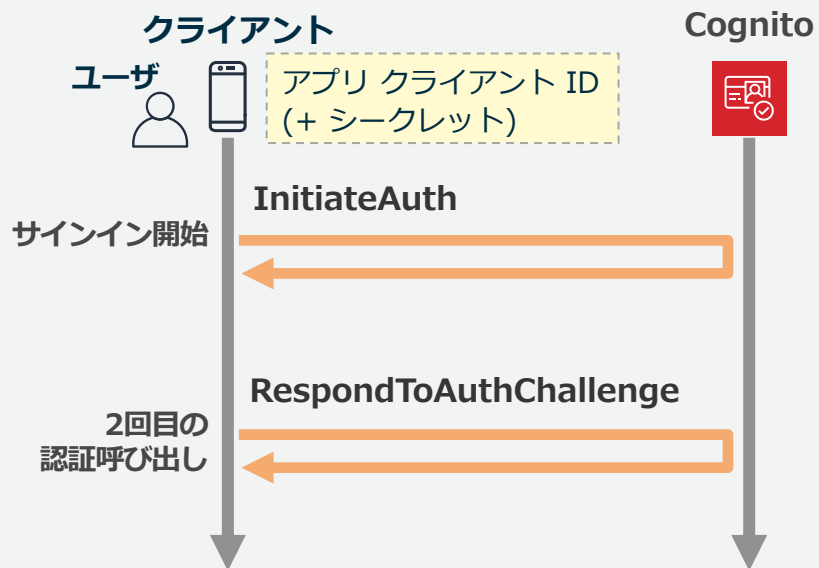 クライアント
Cognito
ユーザ
アプリ クライアント ID
(+ シークレット)
InitiateAuth
サインイン開始
RespondToAuthChallenge
2回目の
認証呼び出し